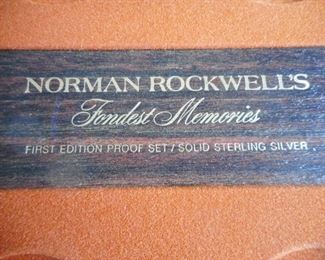 NORMAN ROCKWELL'S
Fondest Memories
FIRST EDITION PROOF SET / SOLID STERLING SILVER